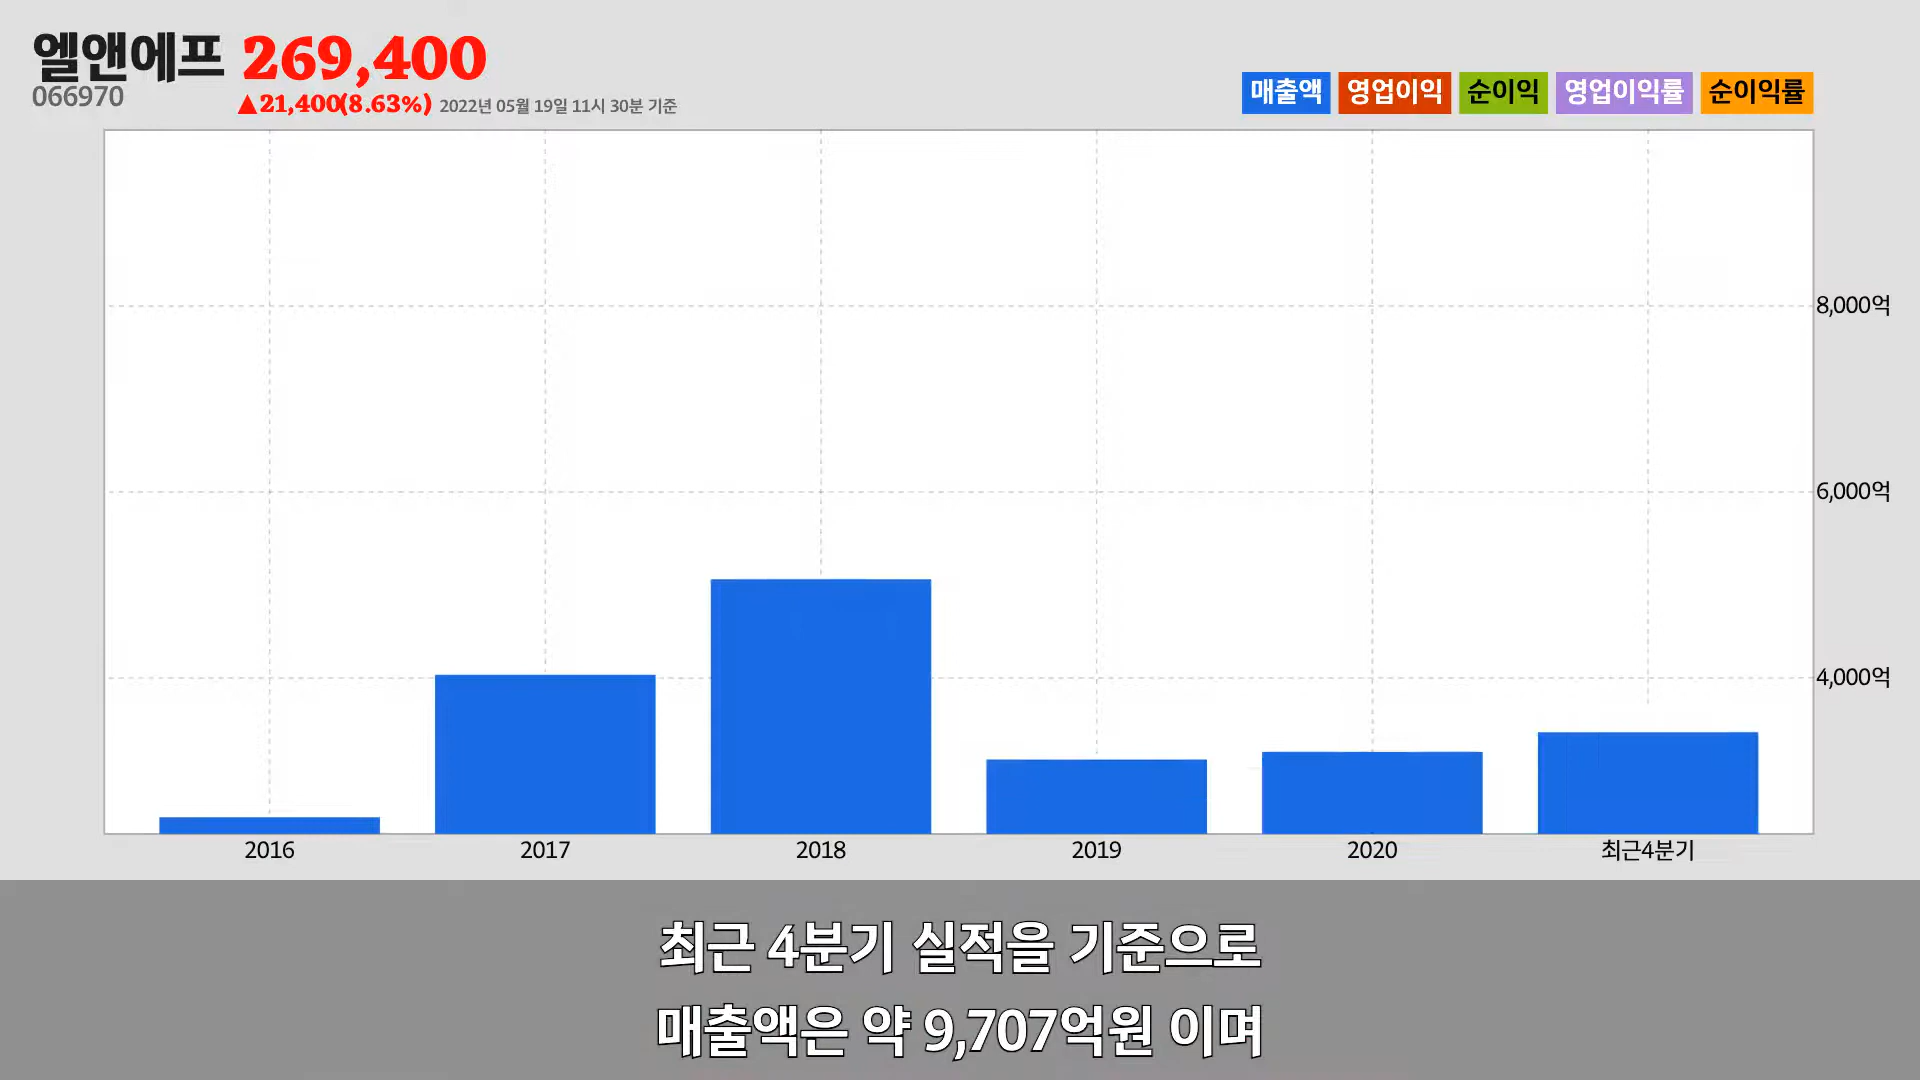 엘앤에프 269,400
066970
▲21,400(8.63%) 2022년 05월 19일 11시 30분 기준
매출액 영업이익 순이익 영업이익률 순이익률
8,000억
6,000억
4,000억
2016 2017 2018 2019 2020 최근4분기
최근 4분기 실적을 기준으로
매출액은 약 9,707억원 이며